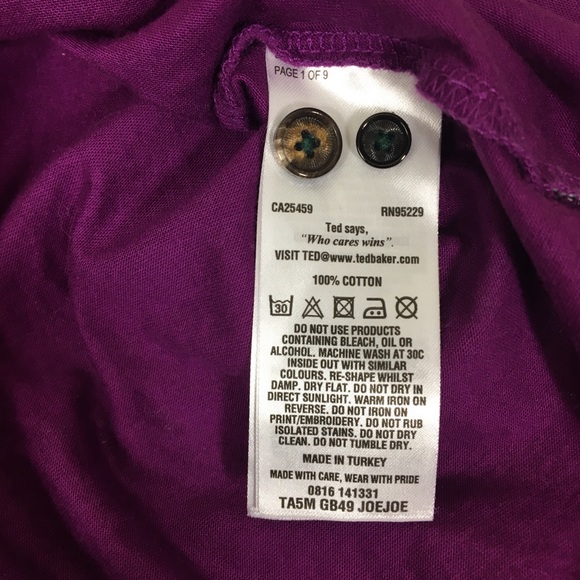 PAGE 1 OF 9
CA25459 RN95229
Ted says,
"Who cares wins".
VISIT TED@www.tedbaker.com
100% COTTON
30
DO NOT USE PRODUCTS
CONTAINING BLEACH, OIL OR
ALCOHOL. MACHINE WASH AT 30C
INSIDE OUT WITH SIMILAR
COLOURS. RE-SHAPE WHILST
DAMP. DRY FLAT. DO NOT DRY IN
DIRECT SUNLIGHT. WARM IRON ON
REVERSE. DO NOT IRON ON
PRINT/EMBROIDERY. DO NOT RUB
ISOLATED STAINS. DO NOT DRY
CLEAN. DO NOT TUMBLE DRY.
MADE IN TURKEY
MADE WITH CARE, WEAR WITH PRIDE
0816 141331
TA5M GB49 JOEJOE